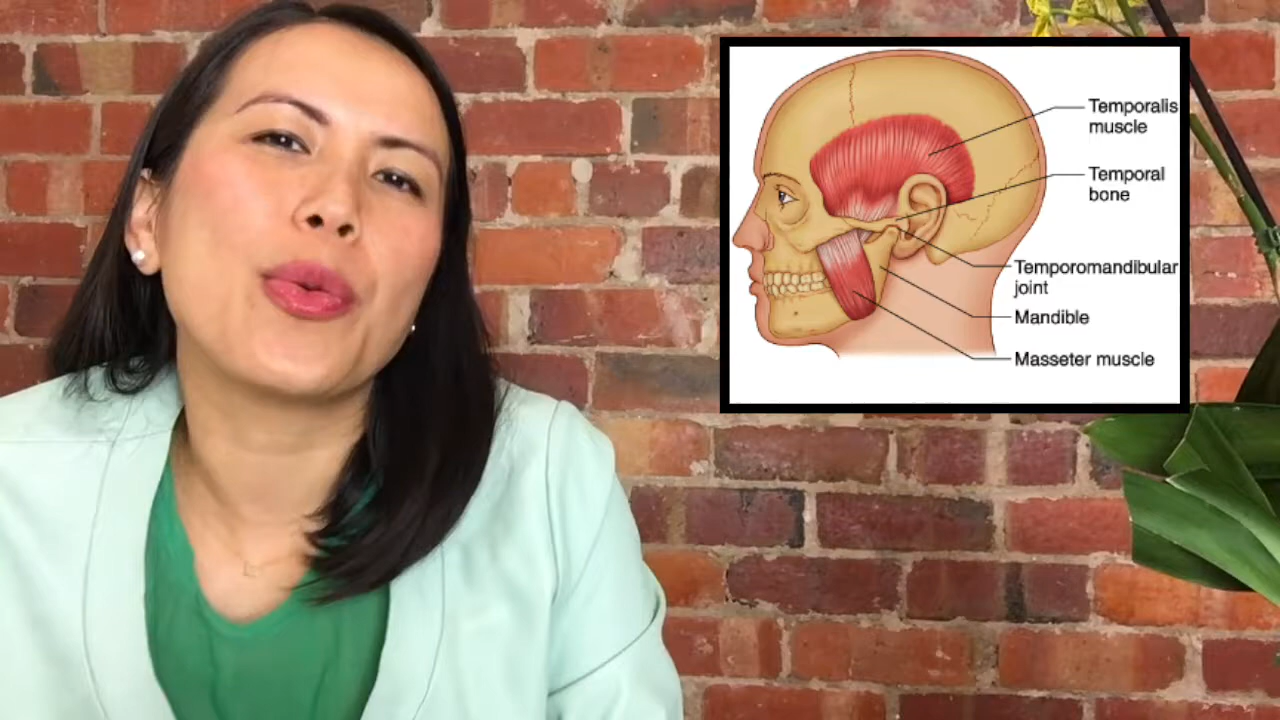 Temporalis
muscle
Temporal
bone
Temporomandibular
joint
Mandible
Masseter muscle